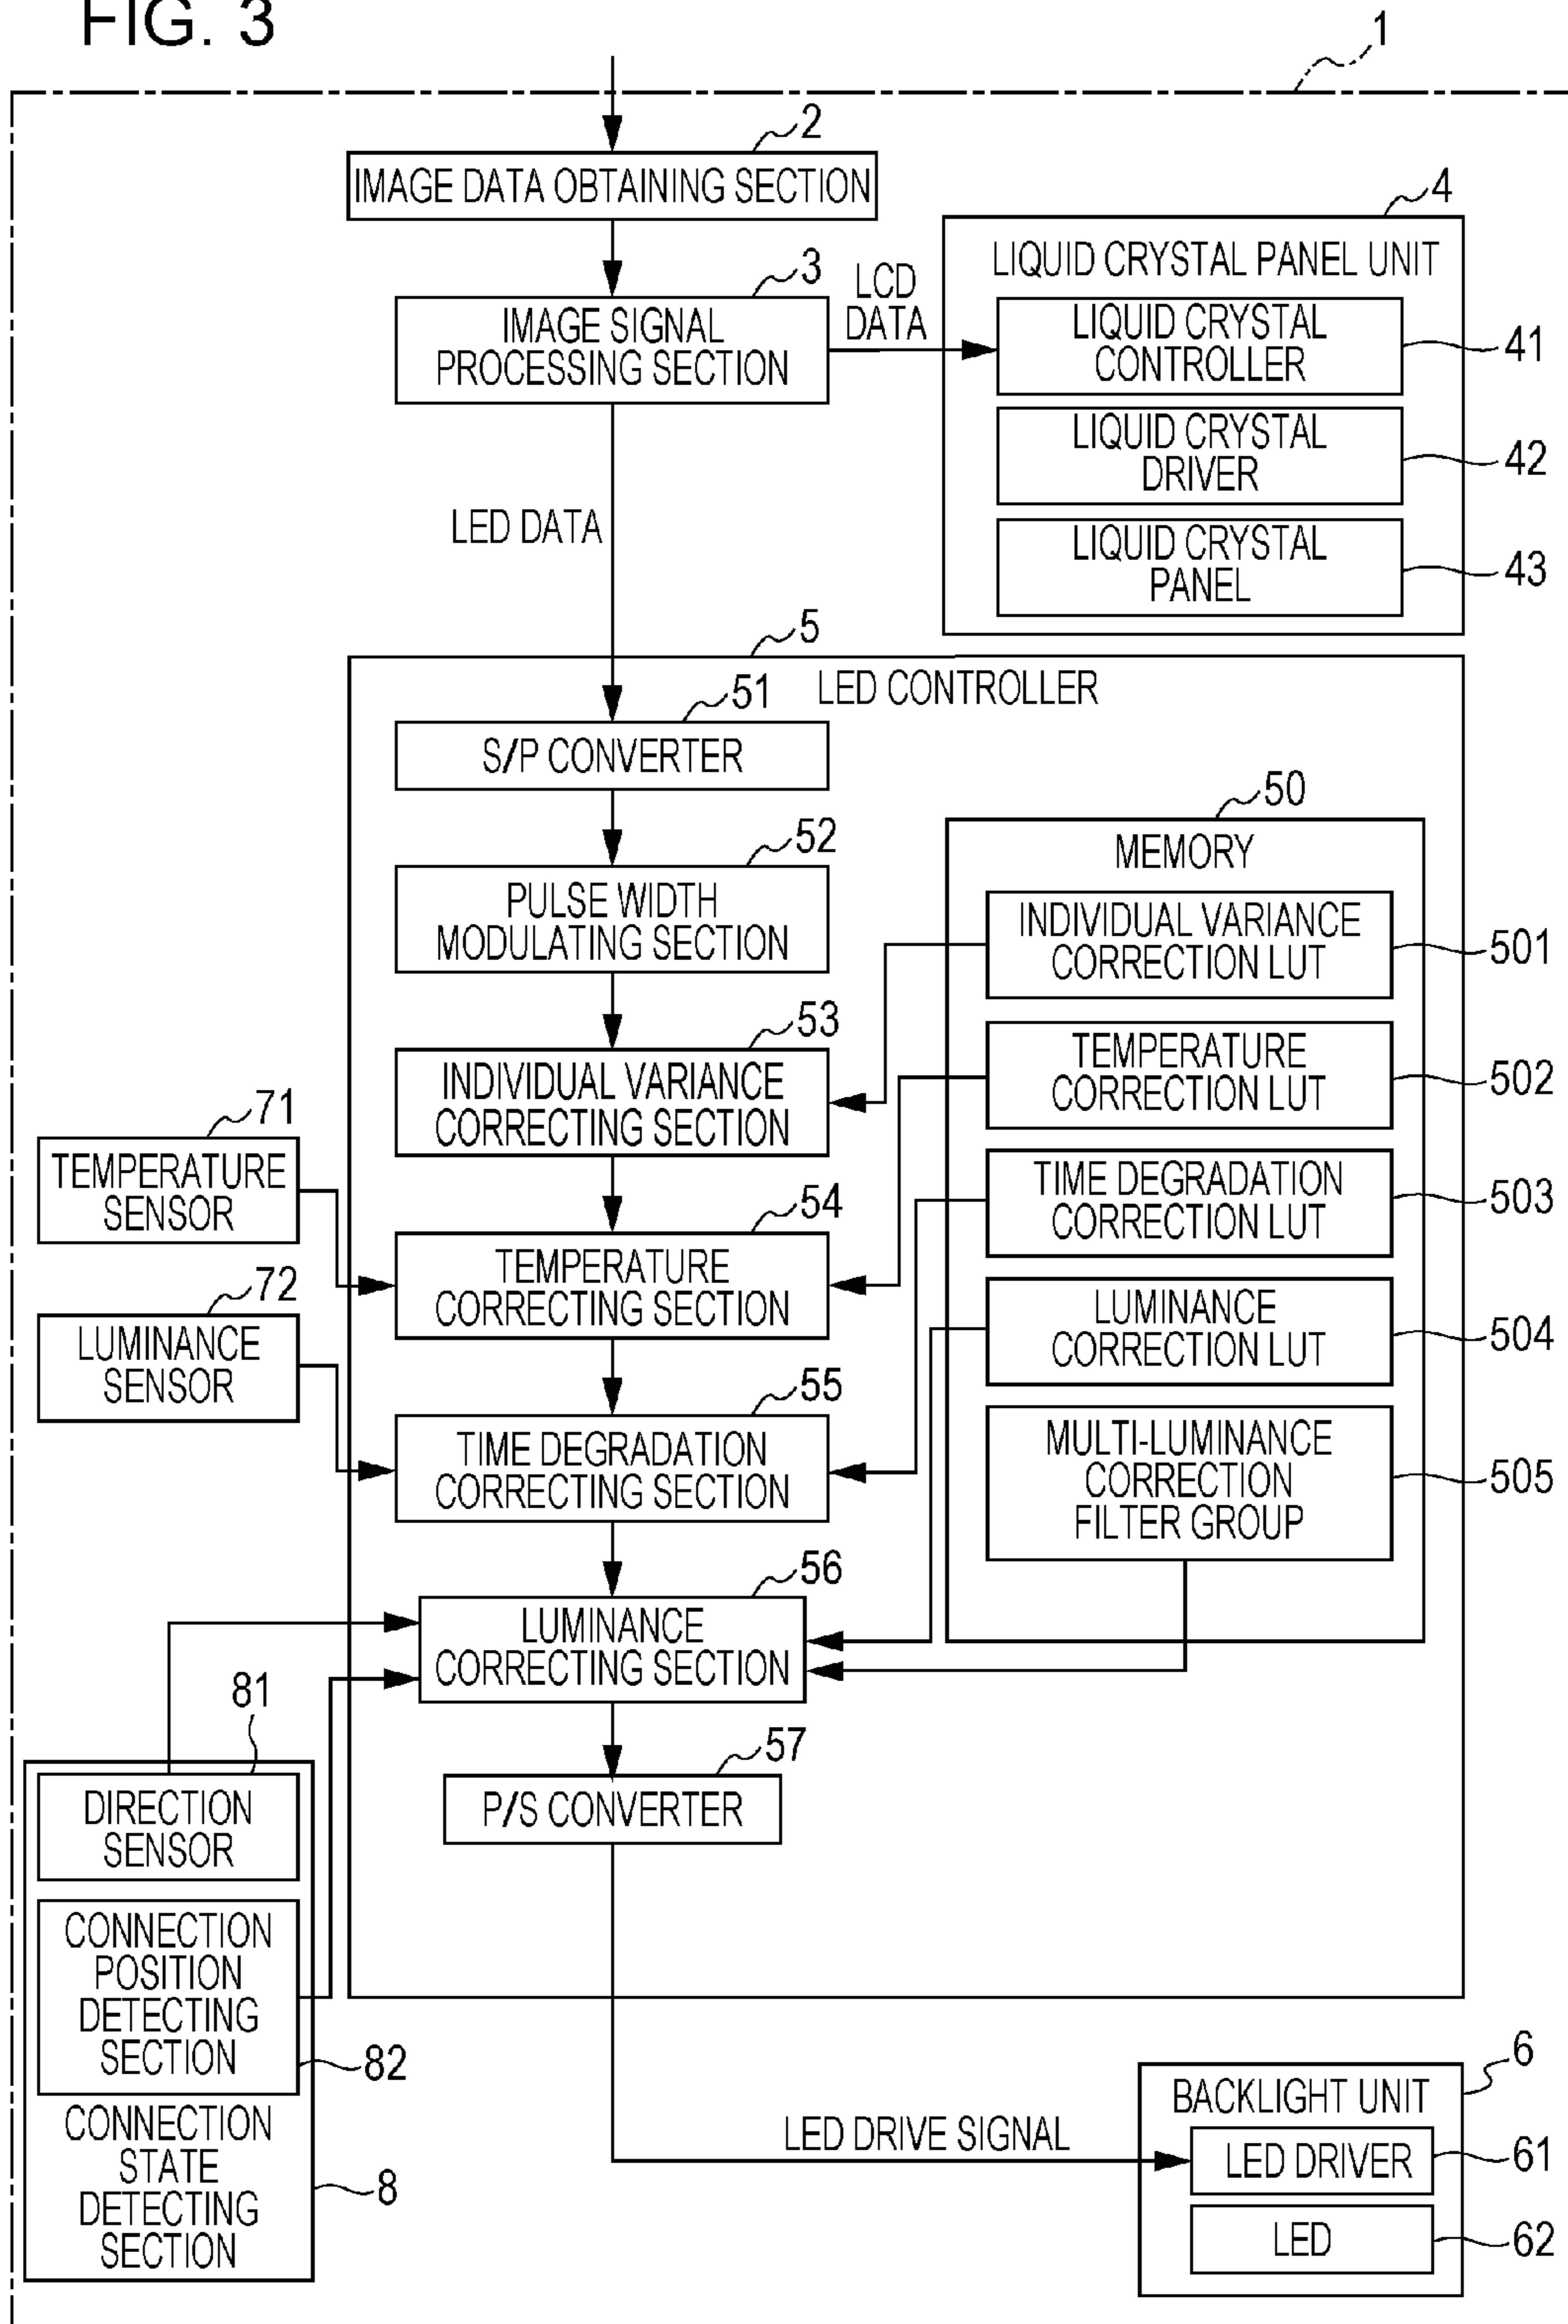 FIG. 3
1
2
IMAGE DATA OBTAINING SECTION
3
IMAGE SIGNAL
PROCESSING SECTION
LCD
DATA
4
LIQUID CRYSTAL PANEL UNIT
LIQUID CRYSTAL
CONTROLLER
41
LIQUID CRYSTAL
DRIVER
42
LIQUID CRYSTAL
PANEL
43
LED DATA
5
LED CONTROLLER
51
S/P CONVERTER
52
PULSE WIDTH
MODULATING SECTION
53
INDIVIDUAL VARIANCE
CORRECTING SECTION
54
TEMPERATURE
CORRECTING SECTION
55
TIME DEGRADATION
CORRECTING SECTION
56
LUMINANCE
CORRECTING SECTION
57
P/S CONVERTER
50
MEMORY
INDIVIDUAL VARIANCE
CORRECTION LUT
501
TEMPERATURE
CORRECTION LUT
502
TIME DEGRADATION
CORRECTION LUT
503
LUMINANCE
CORRECTION LUT
504
MULTI-LUMINANCE
CORRECTION
FILTER GROUP
505
71
TEMPERATURE
SENSOR
72
LUMINANCE
SENSOR
81
DIRECTION
SENSOR
CONNECTION
POSITION
DETECTING
SECTION
82
CONNECTION
STATE
DETECTING
SECTION
8
LED DRIVE SIGNAL
6
BACKLIGHT UNIT
LED DRIVER
61
LED
62